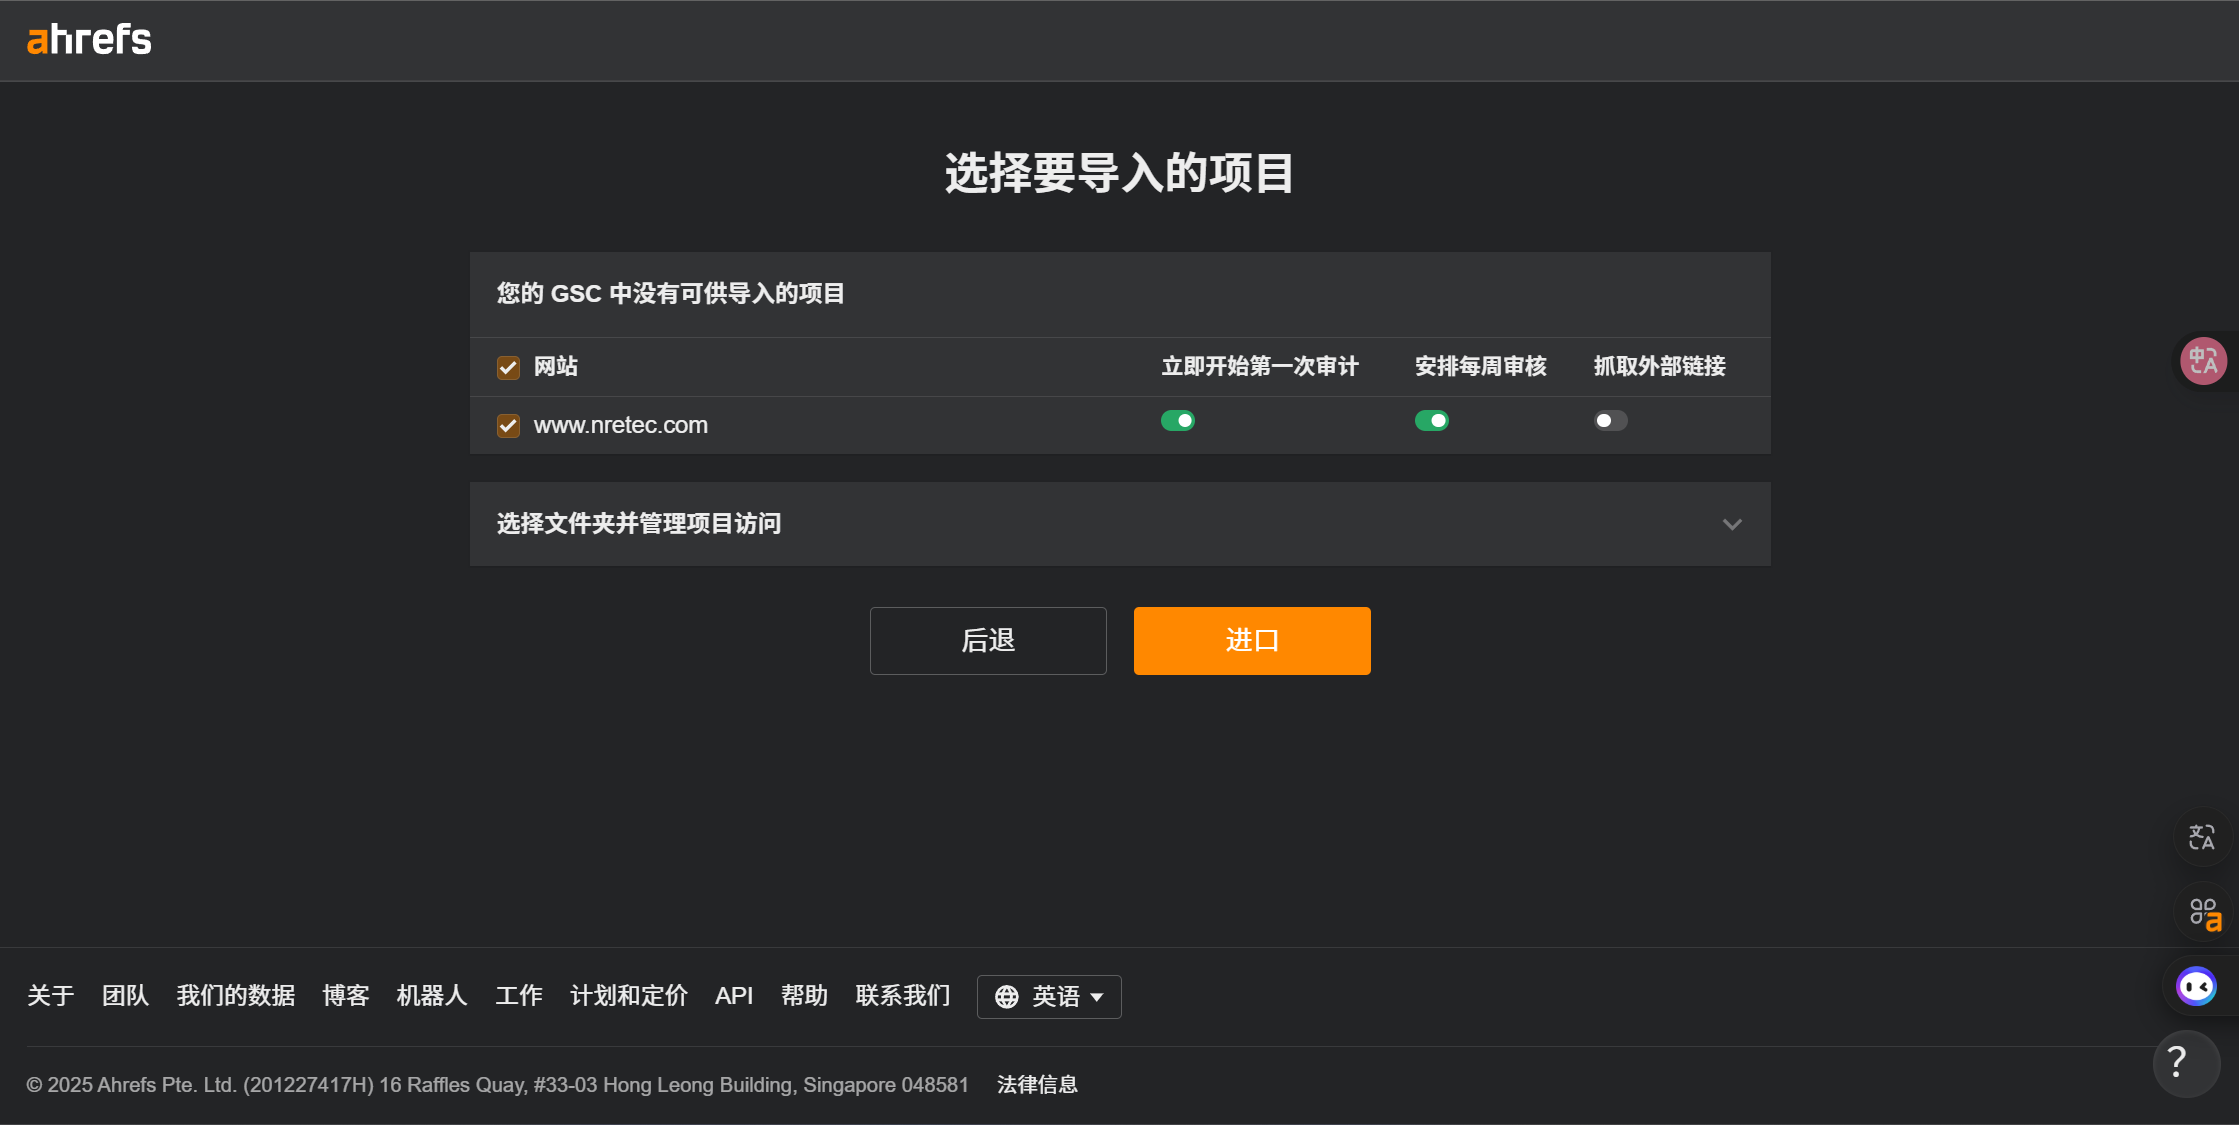 ahrefs
选择要导入的项目
您的 GSC 中没有可供导入的项目
网站 立即开始第一次审计 安排每周审核 抓取外部链接
www.nretec.com
选择文件夹并管理项目访问
后退 进口
中A
文A
a
关于 团队 我们的数据 博客 机器人 工作 计划和定价 API 帮助 联系我们 英语
?
© 2025 Ahrefs Pte. Ltd. (201227417H) 16 Raffles Quay, #33-03 Hong Leong Building, Singapore 048581 法律信息